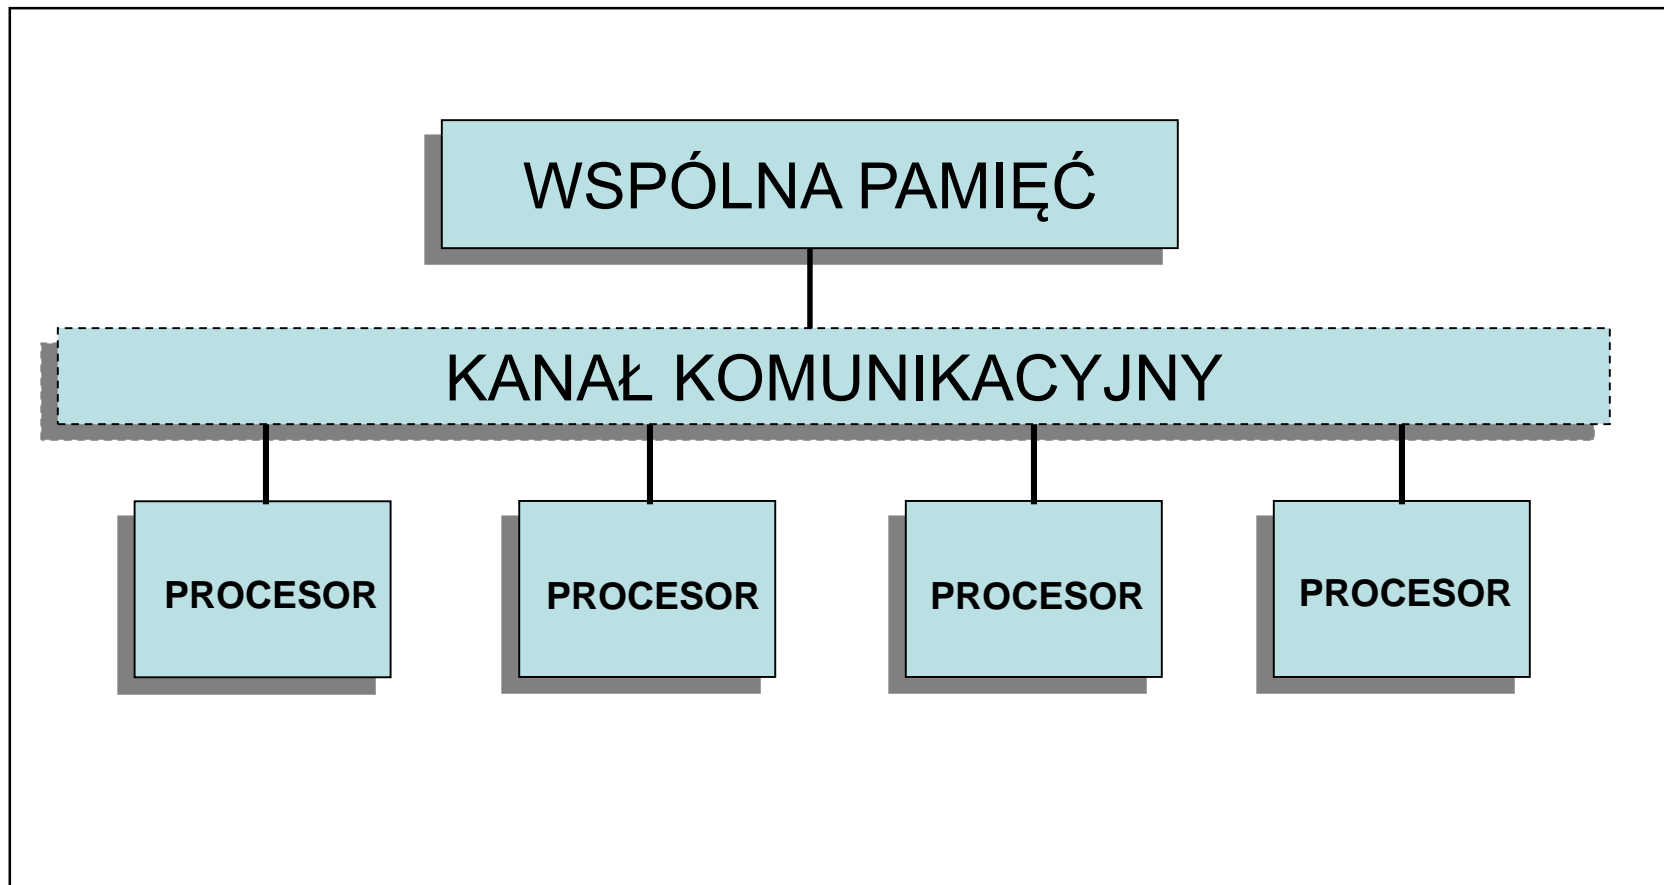 WSPÓLNA PAMIĘĆ
KANAŁ KOMUNIKACYJNY
PROCESOR
PROCESOR
PROCESOR
PROCESOR